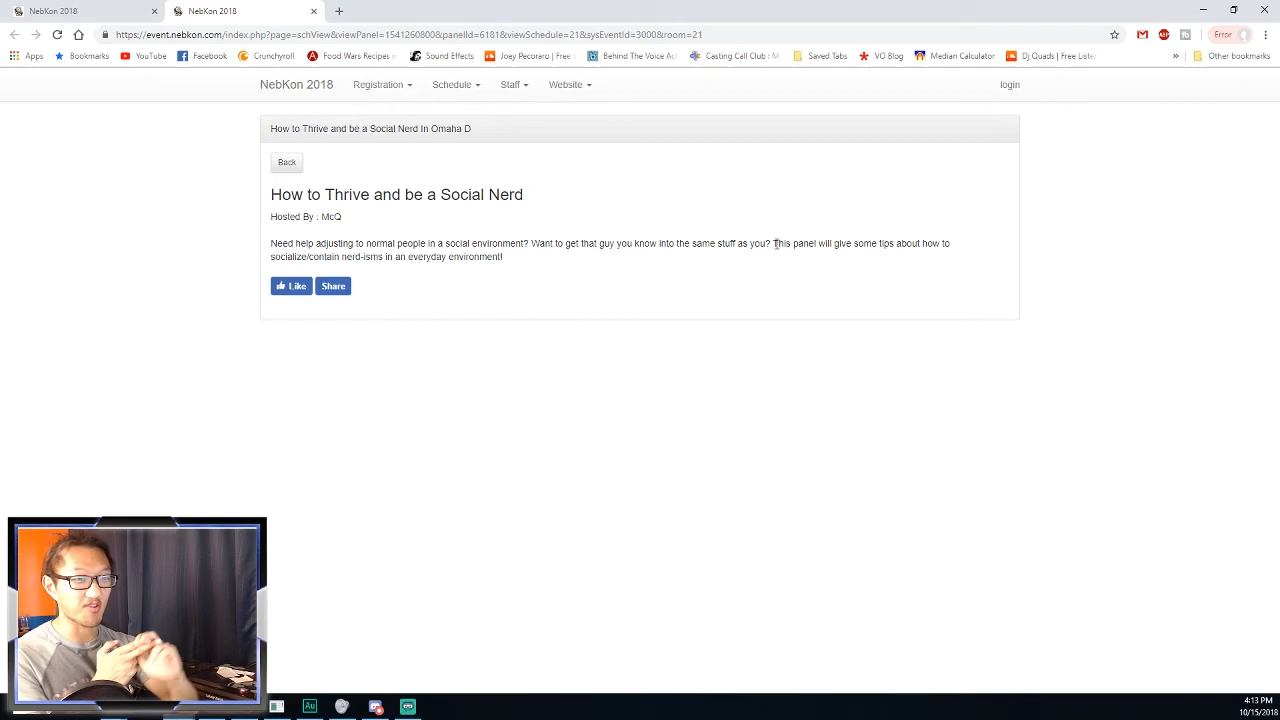 NebKon 2018
NebKon 2018
https://event.nebkon.com/index.php?page=schView&viewPanel=1541260800&panelId=6181&viewSchedule=21&sysEventId=3000&room=21
Error
Apps
Bookmarks
YouTube
Facebook
Crunchyroll
Food Wars Recipes
Sound Effects
Joey Pecoraro | Free
Behind The Voice Act
Casting Call Club : M
Saved Tabs
VO Blog
Median Calculator
Dj Quads | Free Lister
Other bookmarks
NebKon 2018
Registration
Schedule
Staff
Website
login
How to Thrive and be a Social Nerd In Omaha D
Back
How to Thrive and be a Social Nerd
Hosted By : McQ
Need help adjusting to normal people in a social environment? Want to get that guy you know into the same stuff as you? This panel will give some tips about how to
socialize/contain nerd-isms in an everyday environment!
Like
Share
Au
4:13 PM
10/15/2018